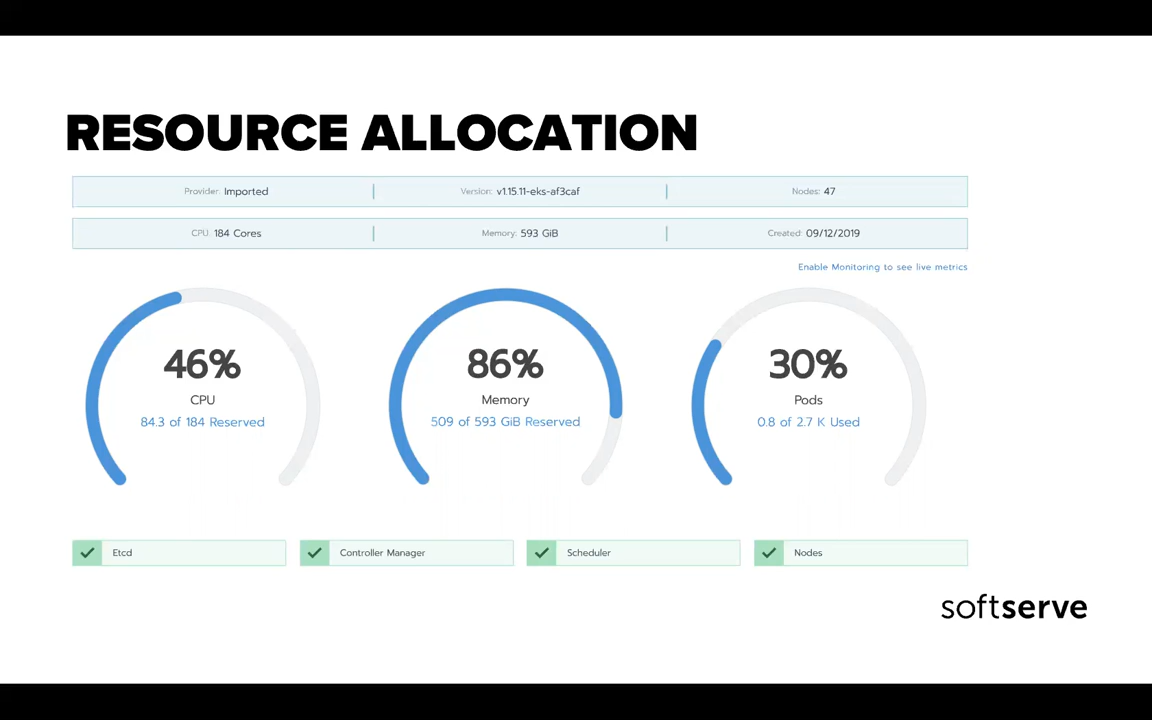 RESOURCE ALLOCATION
Provider: Imported
Version: v1.15.11-eks-af3caf
Nodes: 47
CPU: 184 Cores
Memory: 593 GiB
Created: 09/12/2019
Enable Monitoring to see live metrics
46%
CPU
84.3 of 184 Reserved
86%
Memory
509 of 593 GiB Reserved
30%
Pods
0.8 of 2.7 K Used
Etcd
Controller Manager
Scheduler
Nodes
softserve